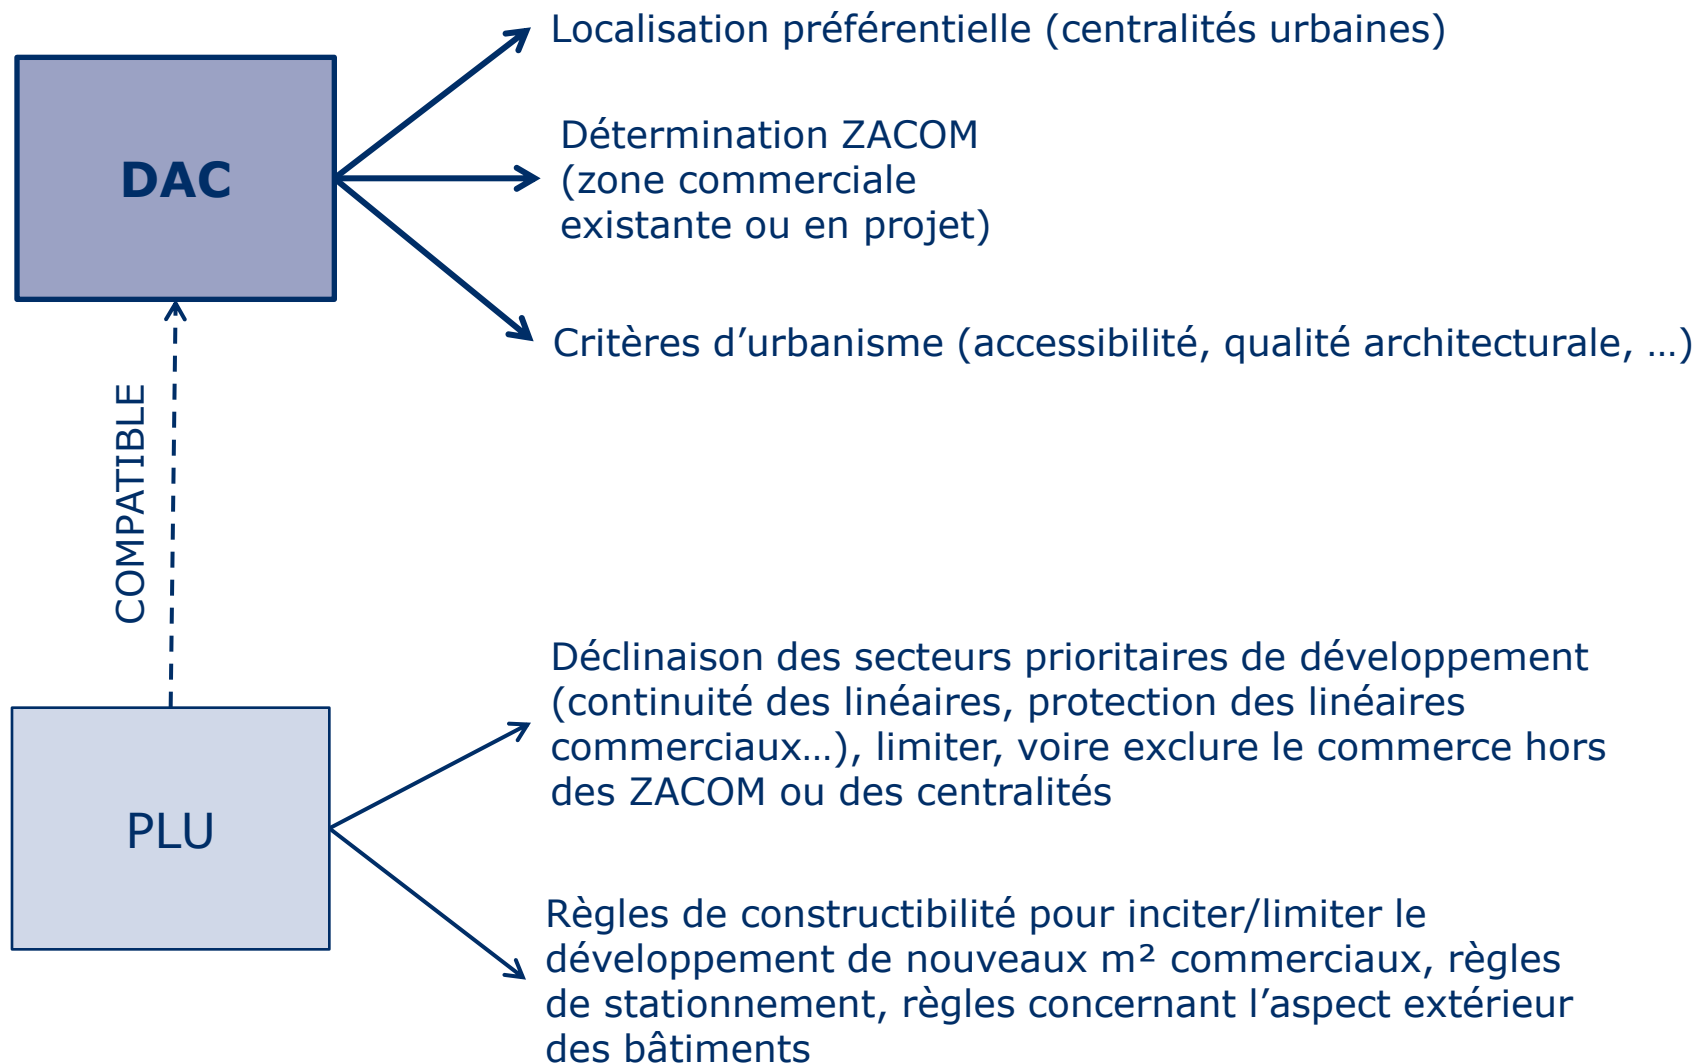 Localisation préférentielle (centralités urbaines)
DAC
Détermination ZACOM
(zone commerciale
existante ou en projet)
Critères d’urbanisme (accessibilité, qualité architecturale, …)
COMPATIBLE
PLU
Déclinaison des secteurs prioritaires de développement
(continuité des linéaires, protection des linéaires
commerciaux…), limiter, voire exclure le commerce hors
des ZACOM ou des centralités
Règles de constructibilité pour inciter/limiter le
développement de nouveaux m² commerciaux, règles
de stationnement, règles concernant l’aspect extérieur
des bâtiments